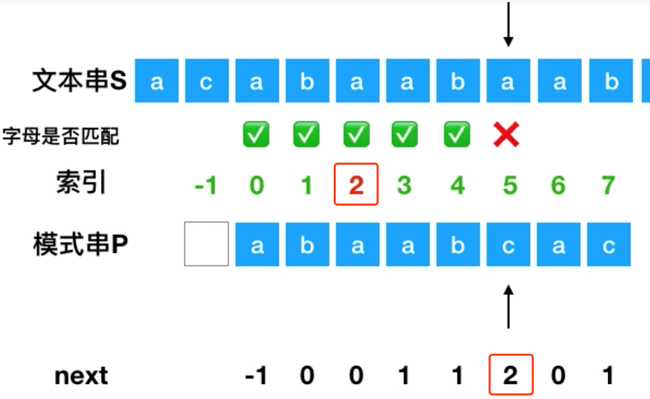 文本串S a c a b a a b a a b
字母是否匹配
索引 -1 0 1 2 3 4 5 6 7
模式串P a b a a b c a c
next -1 0 0 1 1 2 0 1